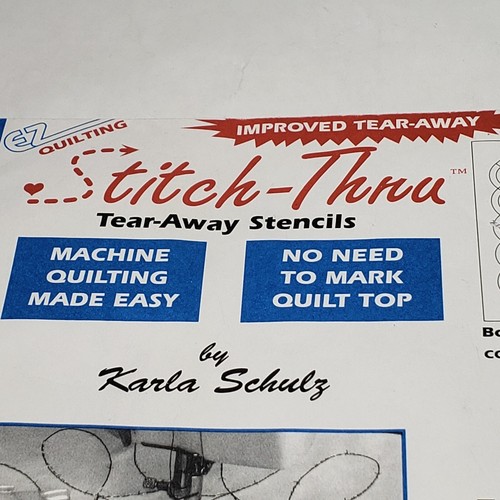 EZ
QUILTING
IMPROVED TEAR-AWAY
Stitch-Thru™
Tear-Away Stencils
MACHINE
QUILTING
MADE EASY
NO NEED
TO MARK
QUILT TOP
by
Karla Schulz